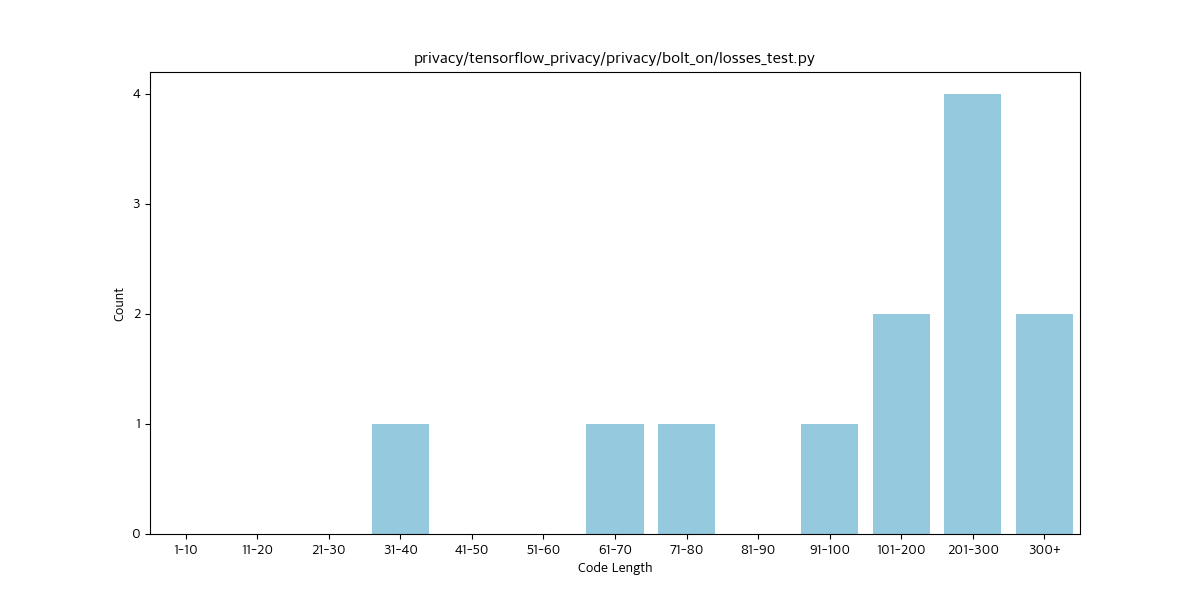 privacy/tensorflow_privacy/privacy/bolt_on/losses_test.py
4
3
2
1
0
Count
1-10 11-20 21-30 31-40 41-50 51-60 61-70 71-80 81-90 91-100 101-200 201-300 300+
Code Length